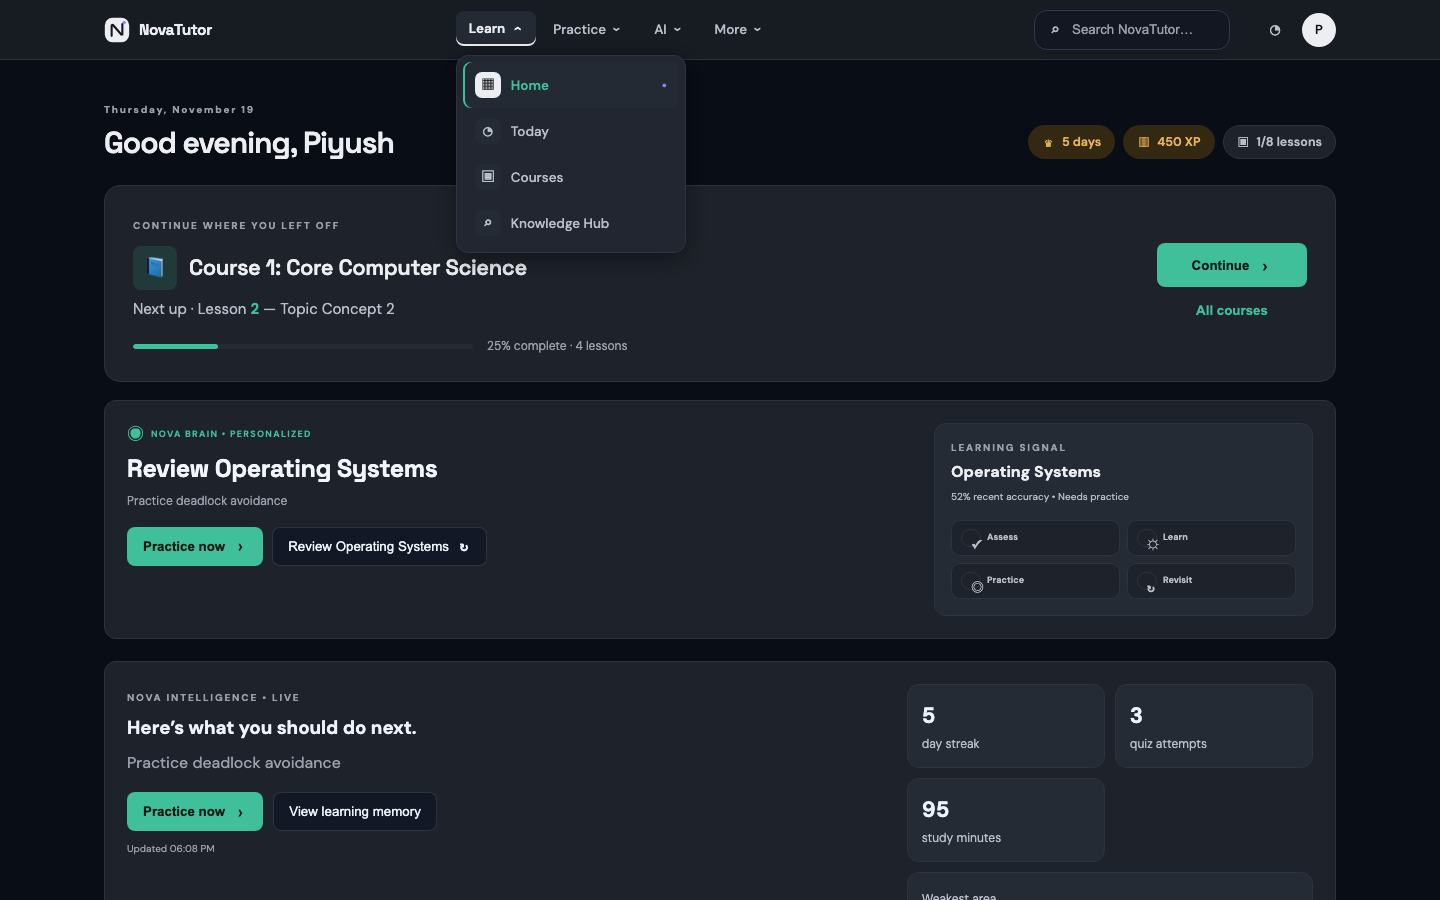 NovaTutor
Learn
Practice
AI
More
Search NovaTutor...
P
Home
Today
Courses
Knowledge Hub
Thursday, November 19
Good evening, Piyush
5 days
450 XP
1/8 lessons
CONTINUE WHERE YOU LEFT OFF
Course 1: Core Computer Science
Next up · Lesson 2 — Topic Concept 2
25% complete · 4 lessons
Continue ›
All courses
NOVA BRAIN • PERSONALIZED
Review Operating Systems
Practice deadlock avoidance
Practice now ›
Review Operating Systems ↻
LEARNING SIGNAL
Operating Systems
52% recent accuracy • Needs practice
Assess
Learn
Practice
Revisit
NOVA INTELLIGENCE • LIVE
Here's what you should do next.
Practice deadlock avoidance
Practice now ›
View learning memory
Updated 06:08 PM
5
day streak
3
quiz attempts
95
study minutes
Weakest area